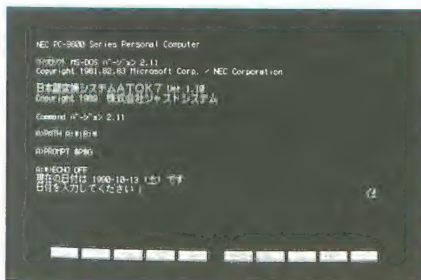 NEC PC-9800 Series Personal Computer
マイクロソフト MS-DOS バージョン 2.11
Copyright 1981,82,83 Microsoft Corp. / NEC Corporation
日本語変換システムATOK7 Ver 1.10
Copyright 1989 株式会社ジャストシステム
Command バージョン 2.11
A>PATH A:¥;B:¥
A>PROMPT $P$G
A:¥>ECHO OFF
現在の日付は 1990-10-13 (土) です
日付を入力してください: